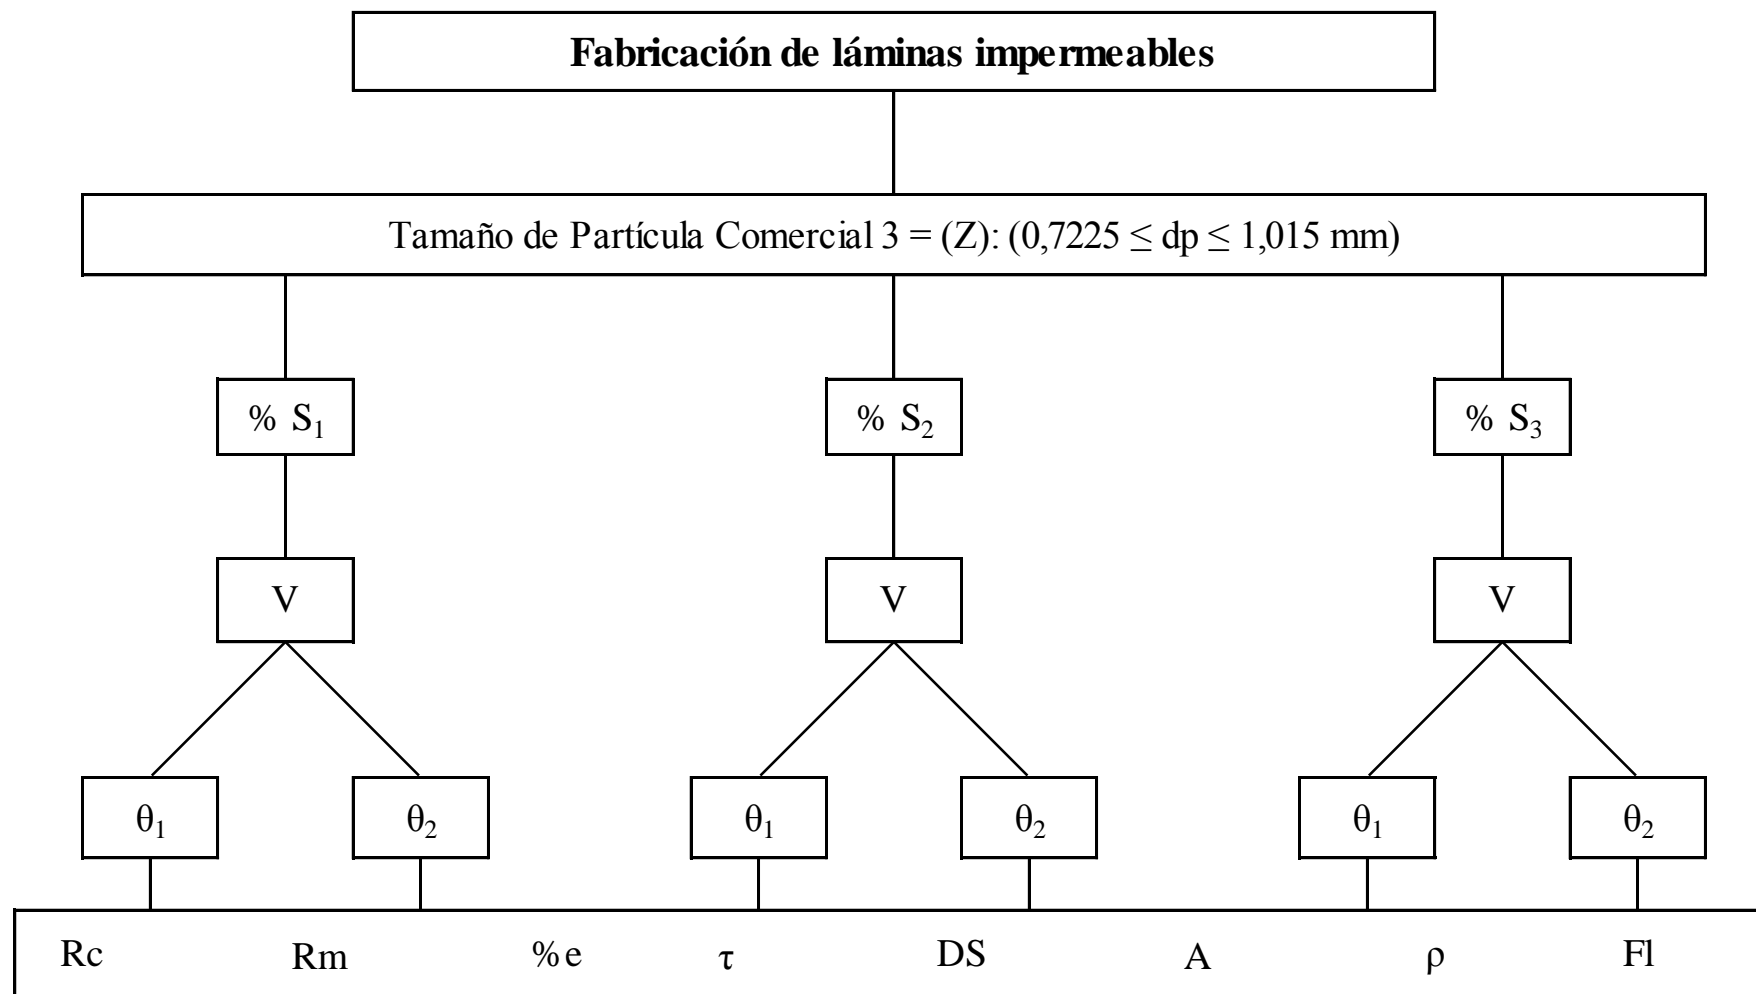 Fabricación de láminas impermeables
Tamaño de Partícula Comercial 3 = (Z): (0,7225 ≤ dp ≤ 1,015 mm)
% S₁ % S₂ % S₃
V V V
θ₁ θ₂ θ₁ θ₂ θ₁ θ₂
Rc Rm %e τ DS A ρ Fl